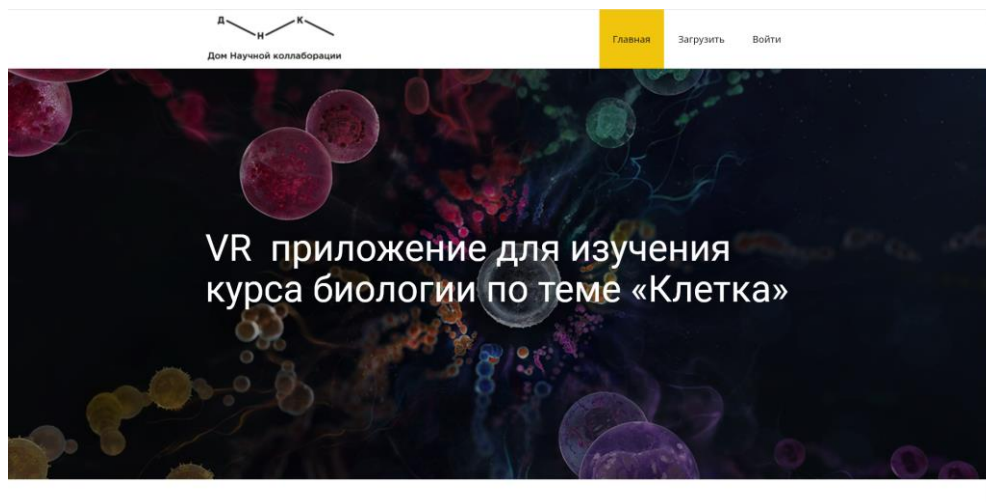 Д Н К
Дом Научной коллаборации
Главная Загрузить Войти
VR приложение для изучения
курса биологии по теме «Клетка»